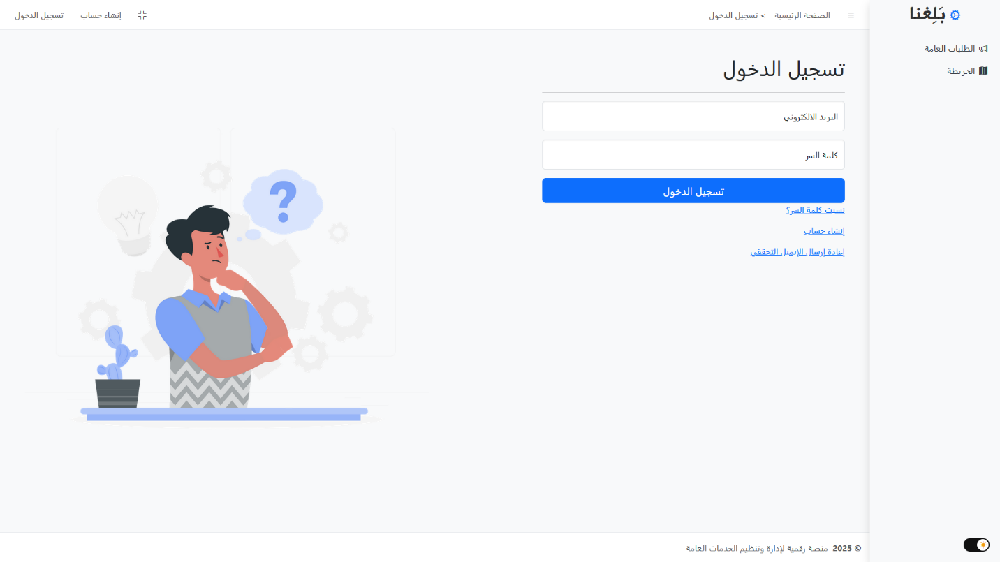 بَلِغْنا
الطلبات العامة
الخريطة
الصفحة الرئيسية > تسجيل الدخول
إنشاء حساب
تسجيل الدخول
تسجيل الدخول
البريد الالكتروني
كلمة السر
تسجيل الدخول
نسيت كلمة السر؟
إنشاء حساب
إعادة إرسال الإيميل التحققي
?
© 2025 منصة رقمية لإدارة وتنظيم الخدمات العامة